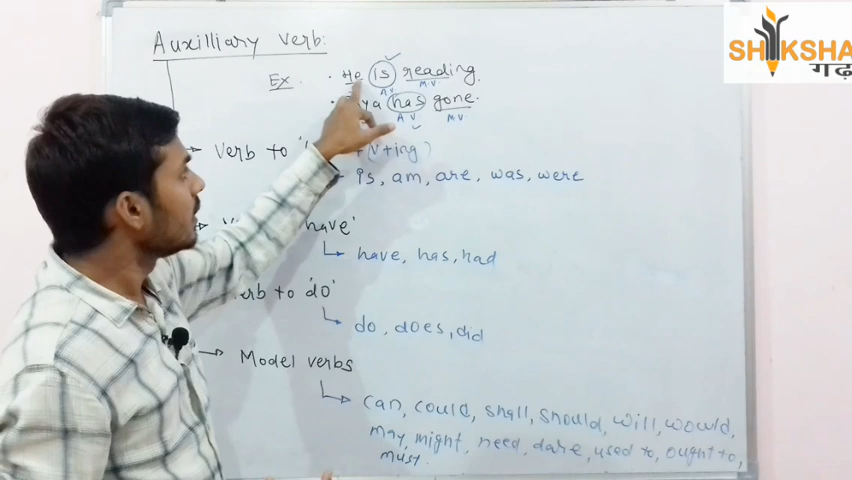 Auxilliary verb:
Ex . • He is reading.
A.V M.V.
• ya has gone.
A V M.V.
verb to + (V+ing)
is, am, are, was, were
have'
have, has, had
verb to 'do'
do, does, did
Model verbs
can, could, shall, should, will, would,
may, might, need, dare, used to, ought to,
must.
SHIKSHA
गढ़